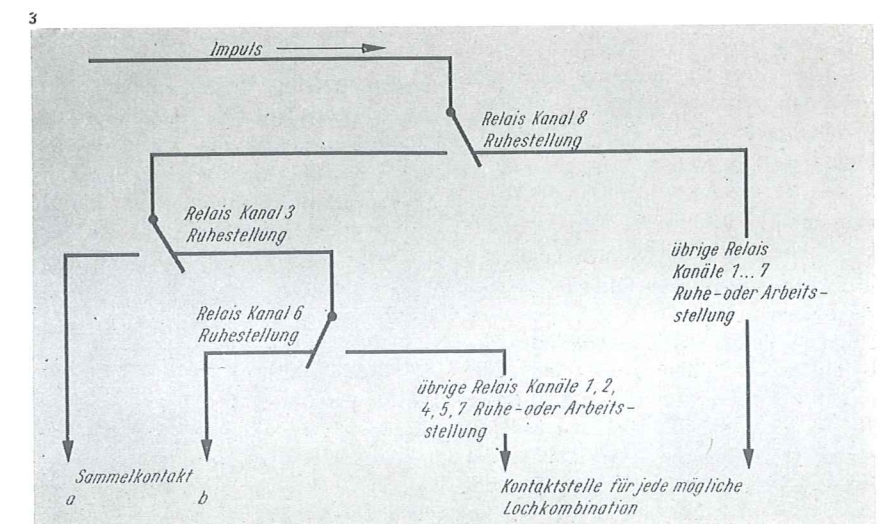 3
Impuls
Relais Kanal 8
Ruhestellung
Relais Kanal 3
Ruhestellung
übrige Relais
Kanäle 1... 7
Ruhe-oder Arbeits-
stellung
Relais Kanal 6
Ruhestellung
übrige Relais Kanäle 1, 2,
4, 5, 7 Ruhe-oder Arbeits-
stellung
Sammelkontakt
a
b
Kontaktstelle für jede mögliche
Lochkombination